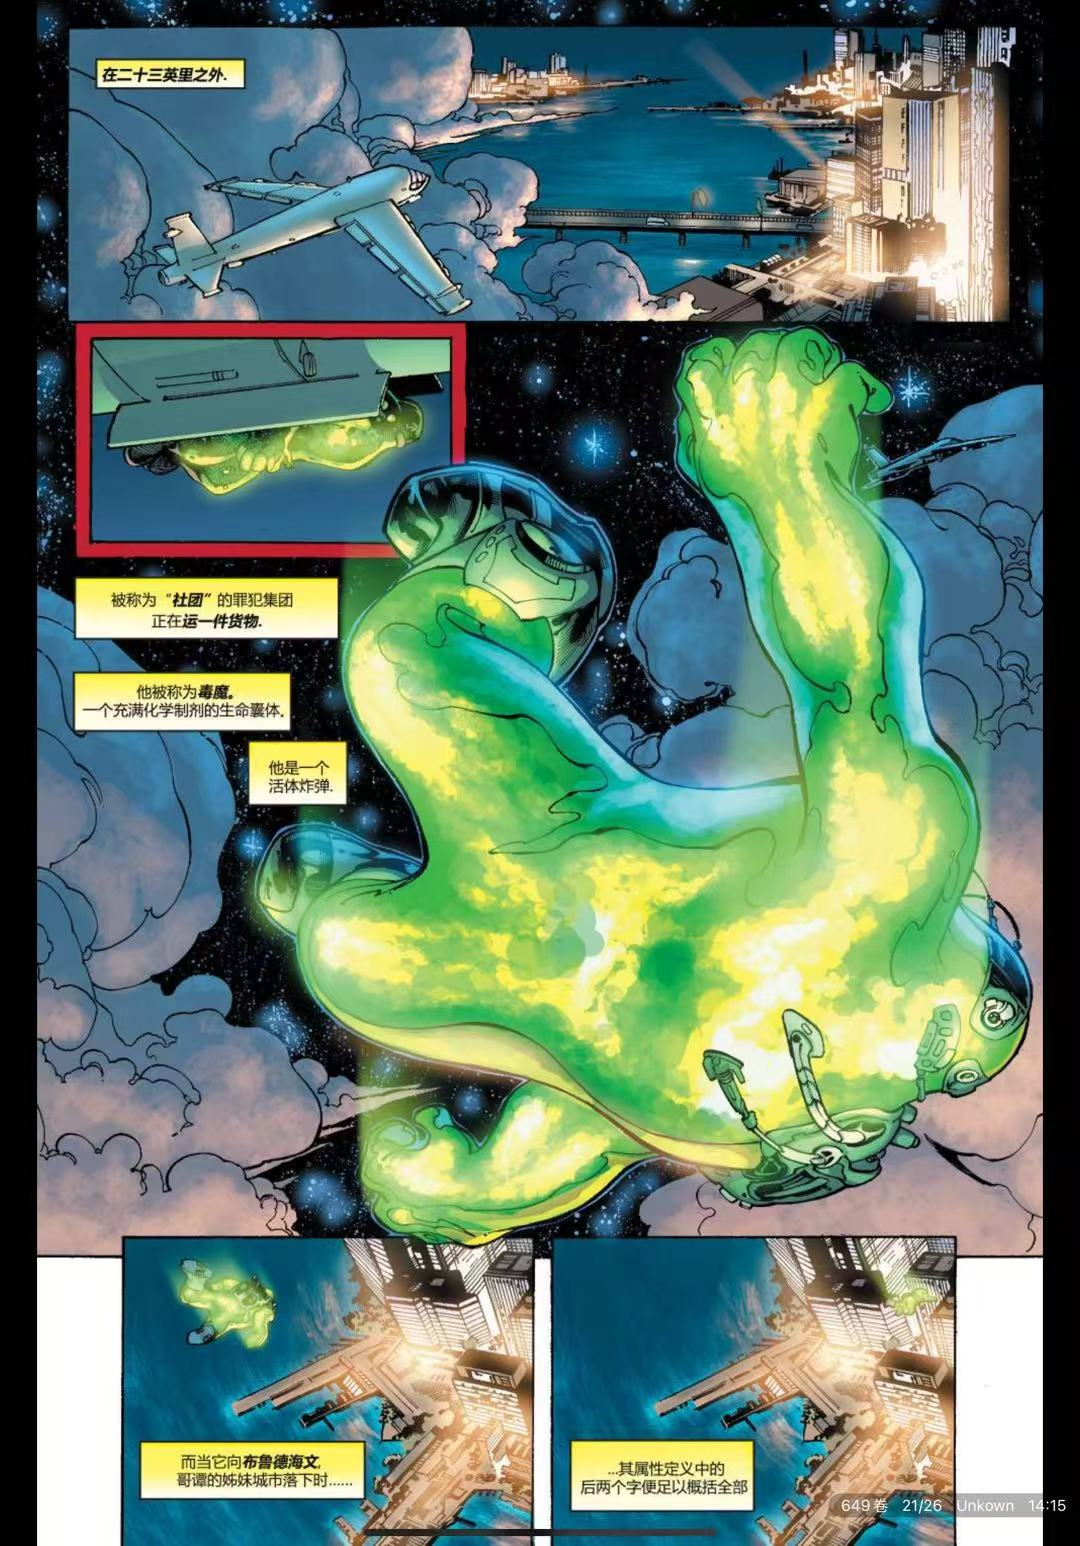 在二十三英里之外.
被称为“社团”的罪犯集团
正在运一件货物.
他被称为毒魔。
一个充满化学制剂的生命囊体.
他是一个
活体炸弹.
而当它向布鲁德海文,
哥谭的姊妹城市落下时……
...其属性定义中的
后两个字便足以概括全部
649卷 21/26 Unkown 14:15